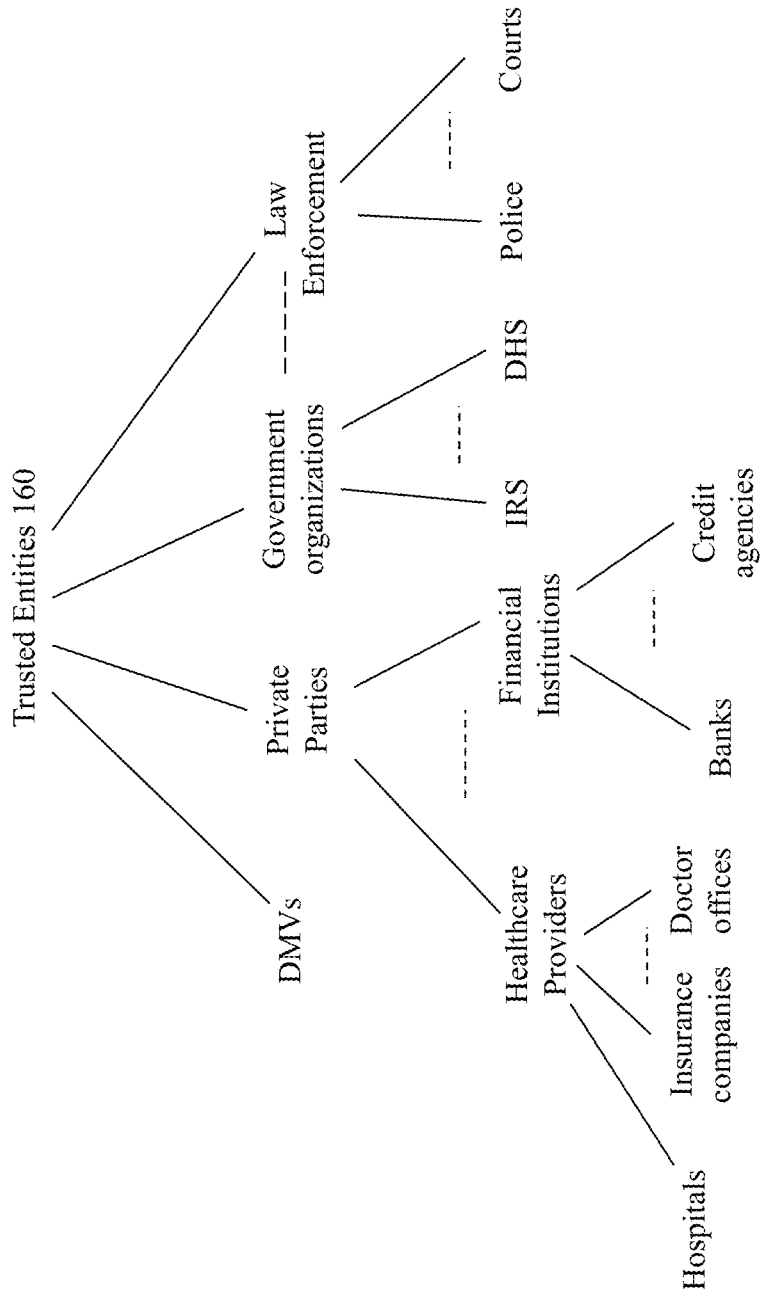 Trusted Entities 160
DMVs
Private
Parties
Government
organizations
Law
Enforcement
Healthcare
Providers
Financial
Institutions
IRS
DHS
Police
Courts
Hospitals
Insurance
companies
Doctor
offices
Banks
Credit
agencies